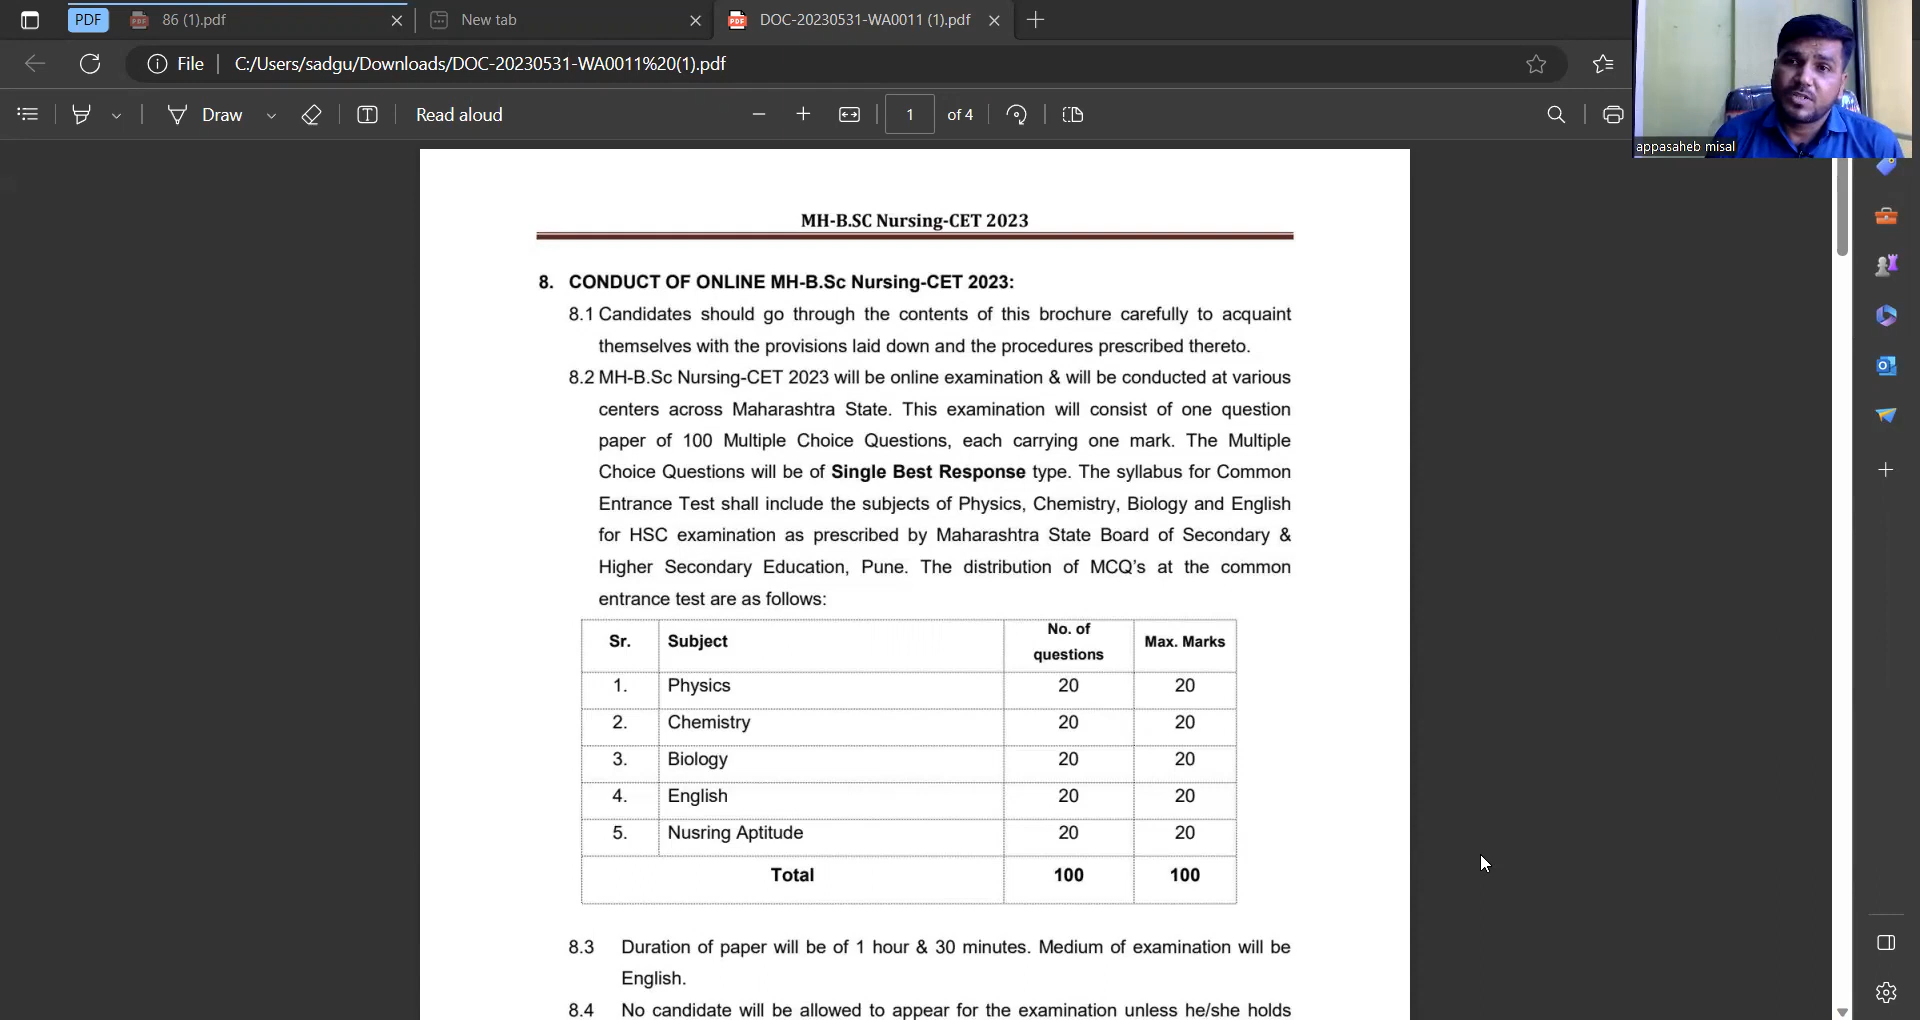 PDF
86 (1).pdf
New tab
DOC-20230531-WA0011 (1).pdf
File
C:/Users/sadgu/Downloads/DOC-20230531-WA0011%20(1).pdf
Draw
Read aloud
1
of 4
appasaheb misal
MH-B.SC Nursing-CET 2023
8. CONDUCT OF ONLINE MH-B.Sc Nursing-CET 2023:
8.1 Candidates should go through the contents of this brochure carefully to acquaint
themselves with the provisions laid down and the procedures prescribed thereto.
8.2 MH-B.Sc Nursing-CET 2023 will be online examination & will be conducted at various
centers across Maharashtra State. This examination will consist of one question
paper of 100 Multiple Choice Questions, each carrying one mark. The Multiple
Choice Questions will be of Single Best Response type. The syllabus for Common
Entrance Test shall include the subjects of Physics, Chemistry, Biology and English
for HSC examination as prescribed by Maharashtra State Board of Secondary &
Higher Secondary Education, Pune. The distribution of MCQ's at the common
entrance test are as follows:
Sr. Subject No. of questions Max. Marks
1. Physics 20 20
2. Chemistry 20 20
3. Biology 20 20
4. English 20 20
5. Nusring Aptitude 20 20
Total 100 100
8.3 Duration of paper will be of 1 hour & 30 minutes. Medium of examination will be
English.
8.4 No candidate will be allowed to appear for the examination unless he/she holds